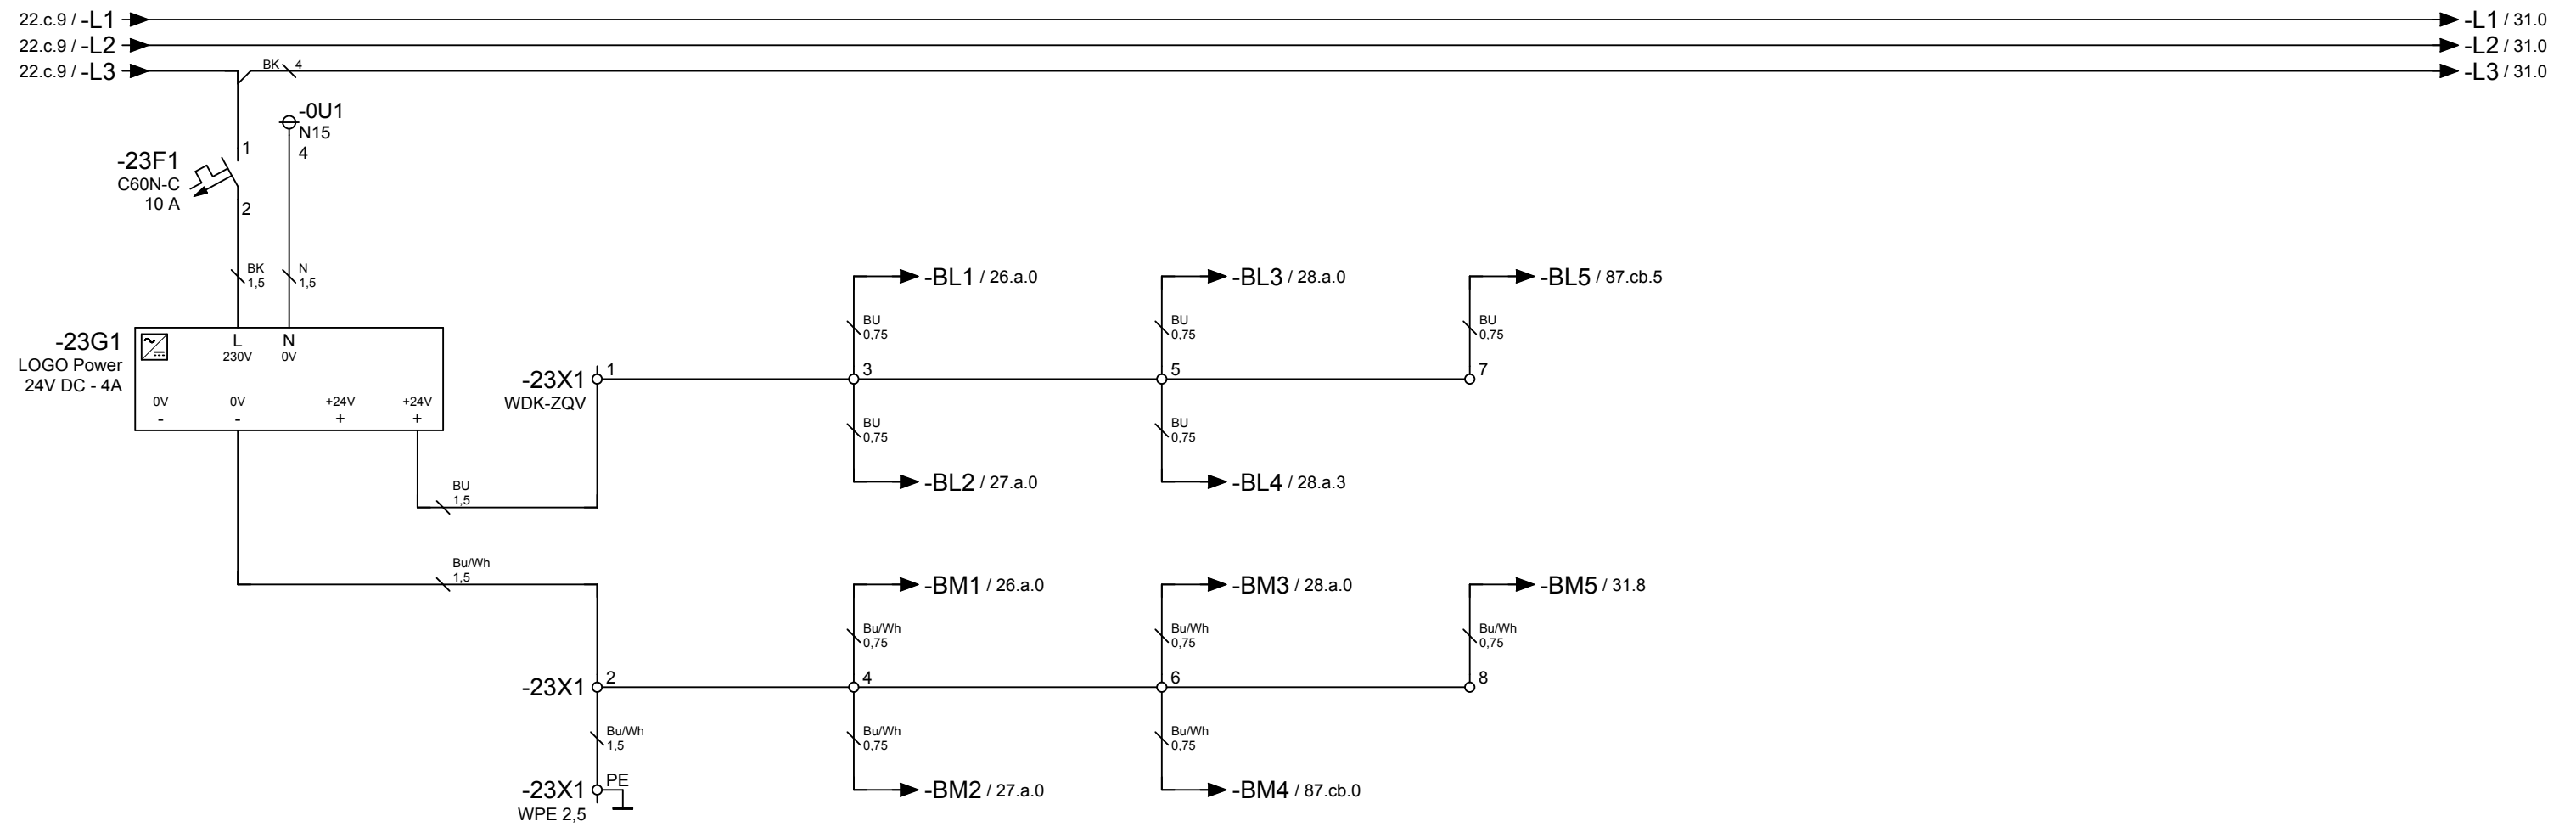 22.c.9 / -L1
-L1 / 31.0
22.c.9 / -L2
-L2 / 31.0
22.c.9 / -L3
BK 4
-L3 / 31.0
-0U1
N15
4
1
-23F1
C60N-C
10 A
2
BK
1,5
N
1,5
-BL1 / 26.a.0
-BL3 / 28.a.0
-BL5 / 87.cb.5
BU
0,75
BU
0,75
BU
0,75
-23G1
LOGO Power
24V DC - 4A
L
230V
N
0V
0V
-
0V
-
+24V
+
+24V
+
-23X1
WDK-ZQV
1
3
5
7
BU
0,75
BU
0,75
-BL2 / 27.a.0
-BL4 / 28.a.3
BU
1,5
Bu/Wh
1,5
-BM1 / 26.a.0
-BM3 / 28.a.0
-BM5 / 31.8
Bu/Wh
0,75
Bu/Wh
0,75
Bu/Wh
0,75
-23X1
2
4
6
8
Bu/Wh
1,5
Bu/Wh
0,75
Bu/Wh
0,75
-23X1
PE
WPE 2,5
-BM2 / 27.a.0
-BM4 / 87.cb.0